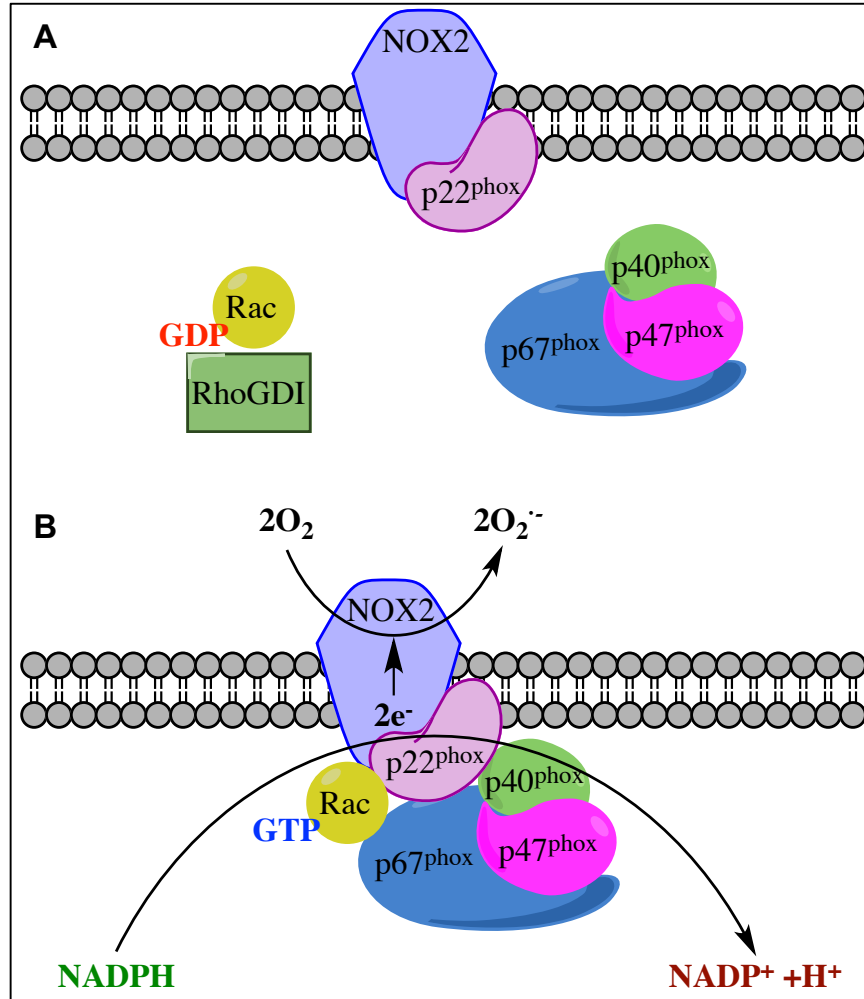 A
NOX2
p22phox
p40phox
Rac
p67phox
p47phox
GDP
RhoGDI
B
2O₂
2O₂·-
NOX2
2e-
p22phox
p40phox
Rac
GTP
p67phox
p47phox
NADPH
NADP+ +H+